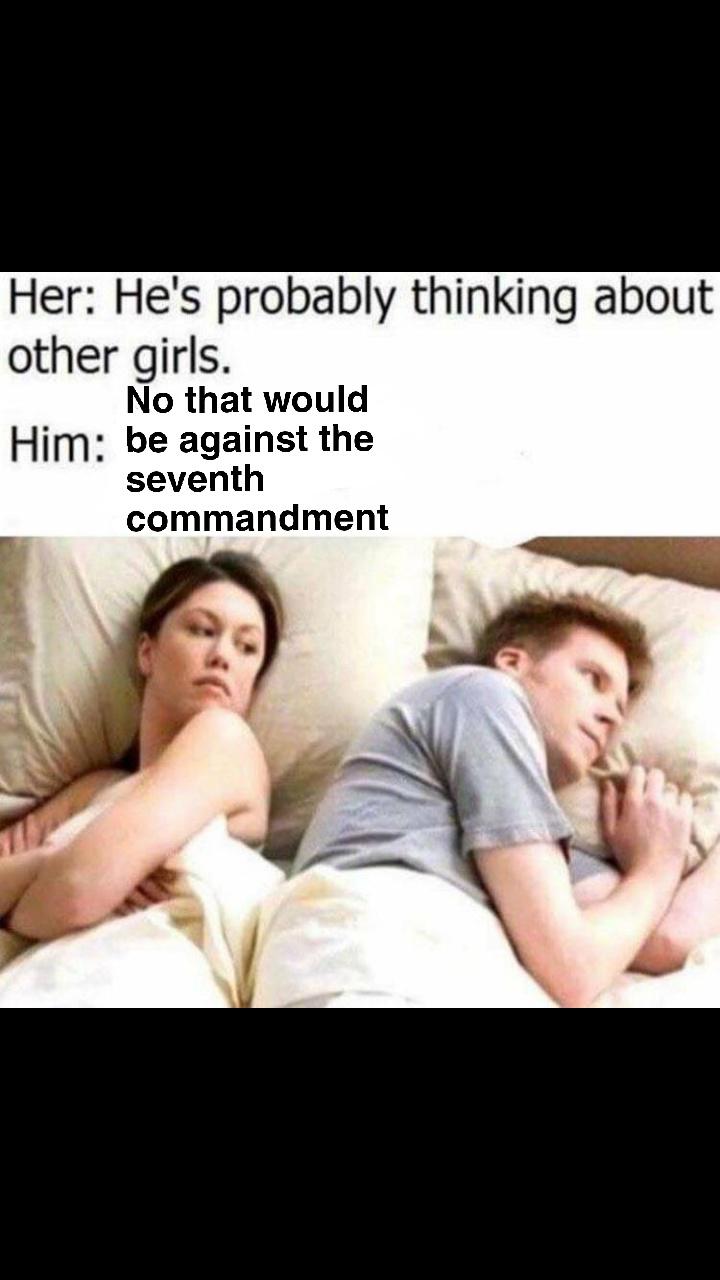 Her: He's probably thinking about
other girls.
Him: No that would
be against the
seventh
commandment